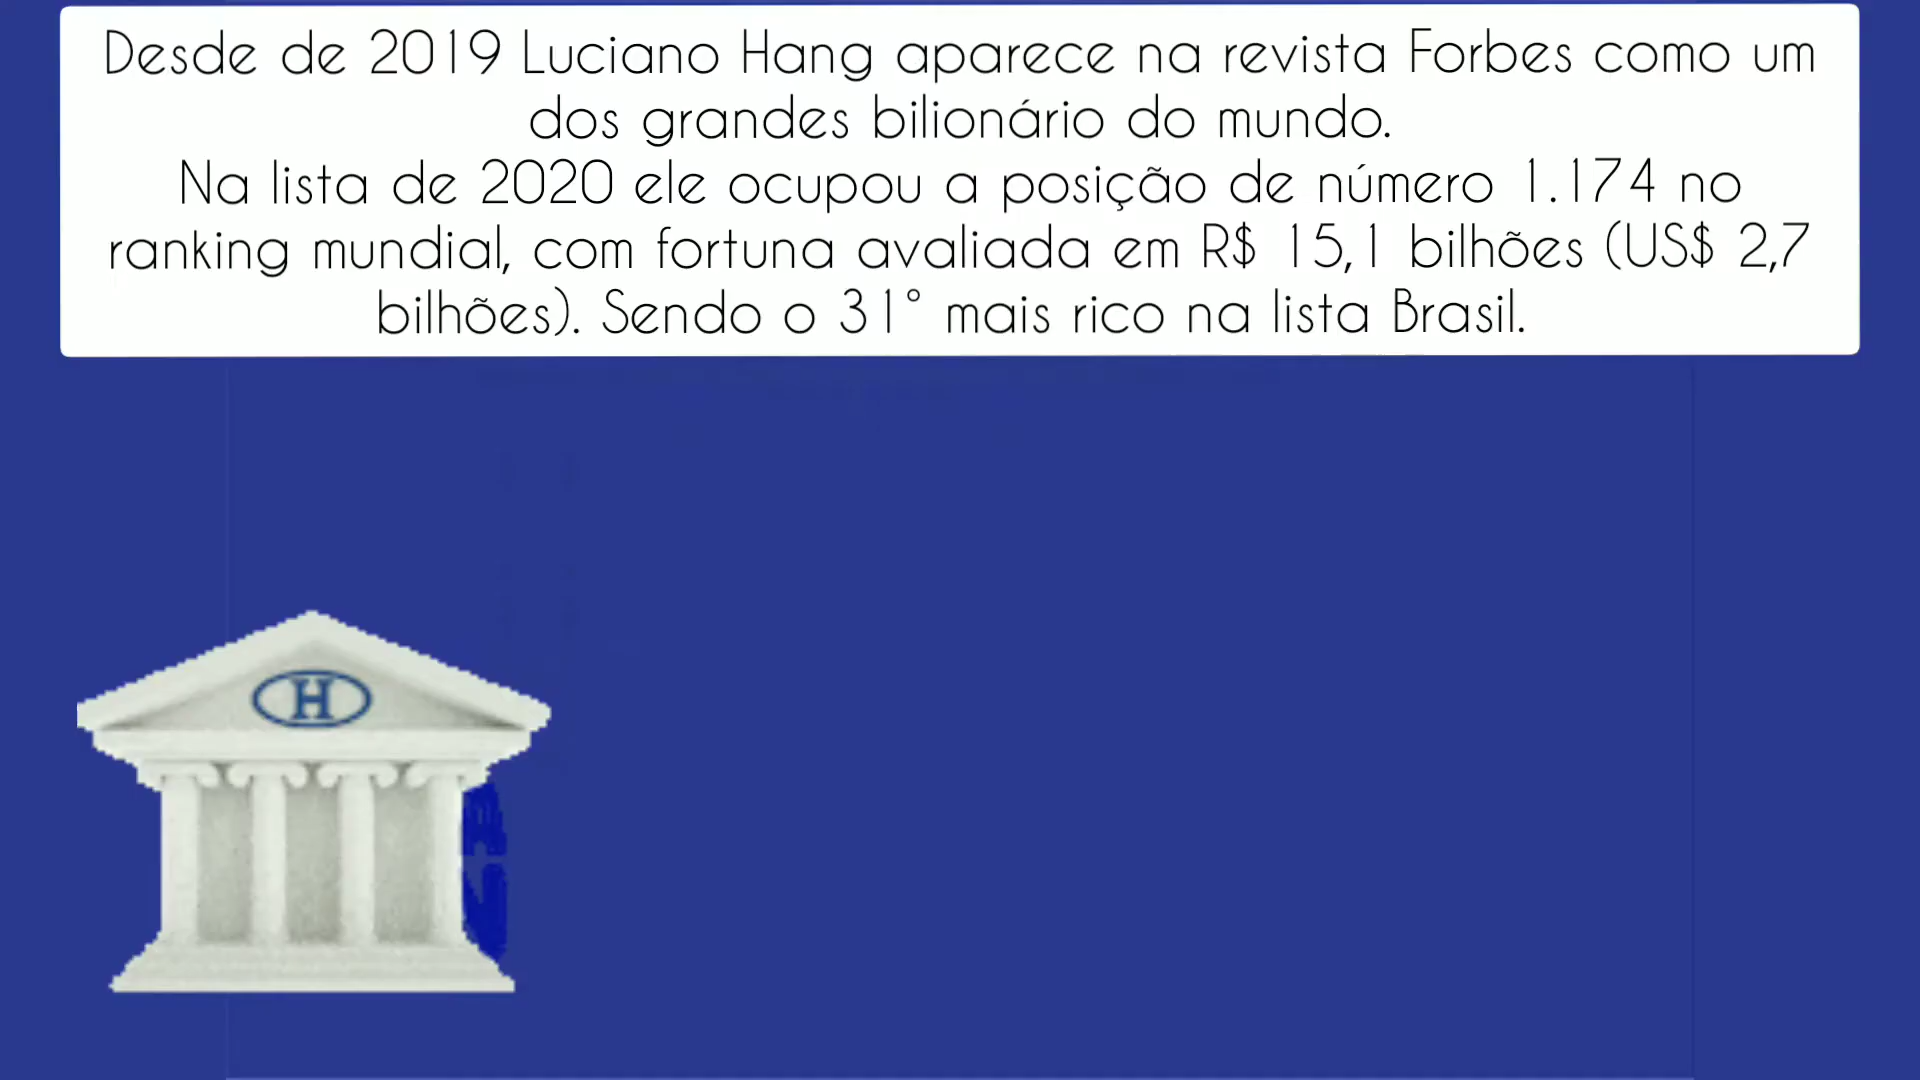 Desde de 2019 Luciano Hang aparece na revista Forbes como um
dos grandes bilionário do mundo.
Na lista de 2020 ele ocupou a posição de número 1.174 no
ranking mundial, com fortuna avaliada em R$ 15,1 bilhões (US$ 2,7
bilhões). Sendo o 31° mais rico na lista Brasil.
H